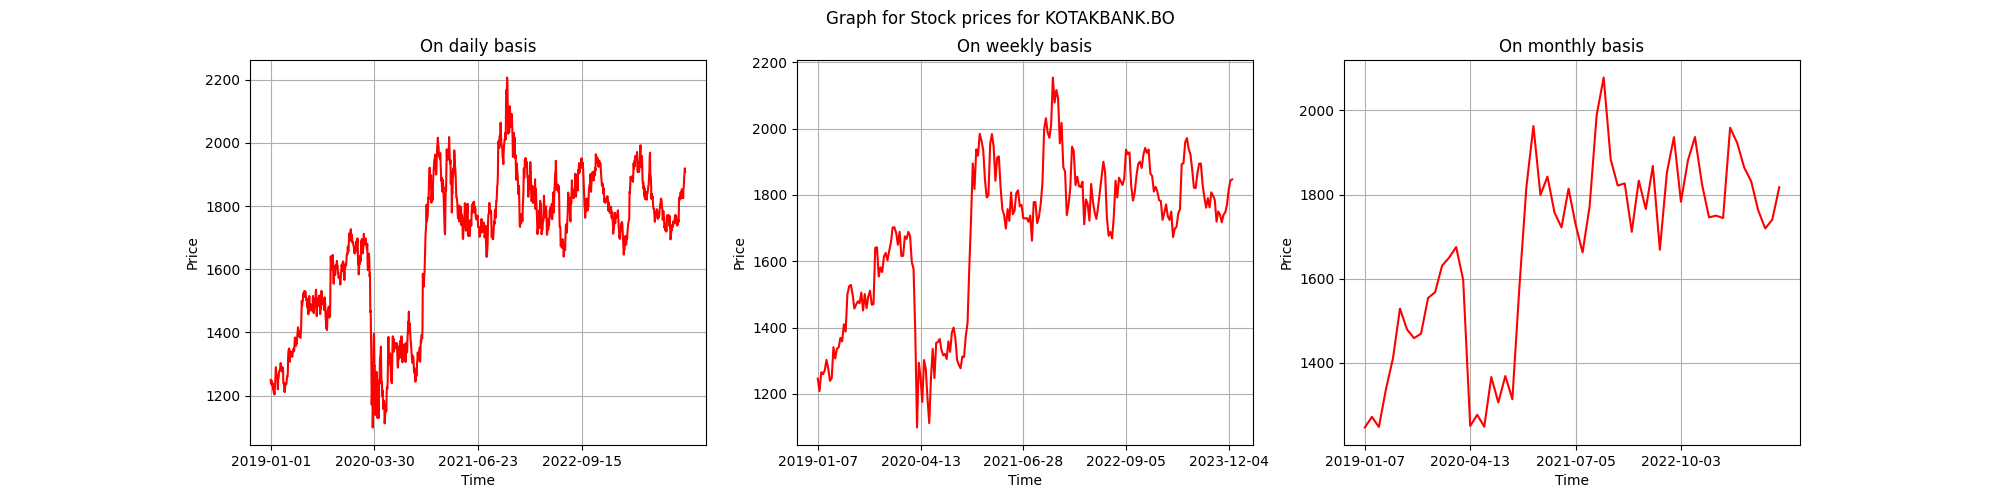 Graph for Stock prices for KOTAKBANK.BO
On daily basis
2200
2000
1800
1600
1400
1200
Price
2019-01-01 2020-03-30 2021-06-23 2022-09-15
Time
On weekly basis
2200
2000
1800
1600
1400
1200
Price
2019-01-07 2020-04-13 2021-06-28 2022-09-05 2023-12-04
Time
On monthly basis
2000
1800
1600
1400
Price
2019-01-07 2020-04-13 2021-07-05 2022-10-03
Time